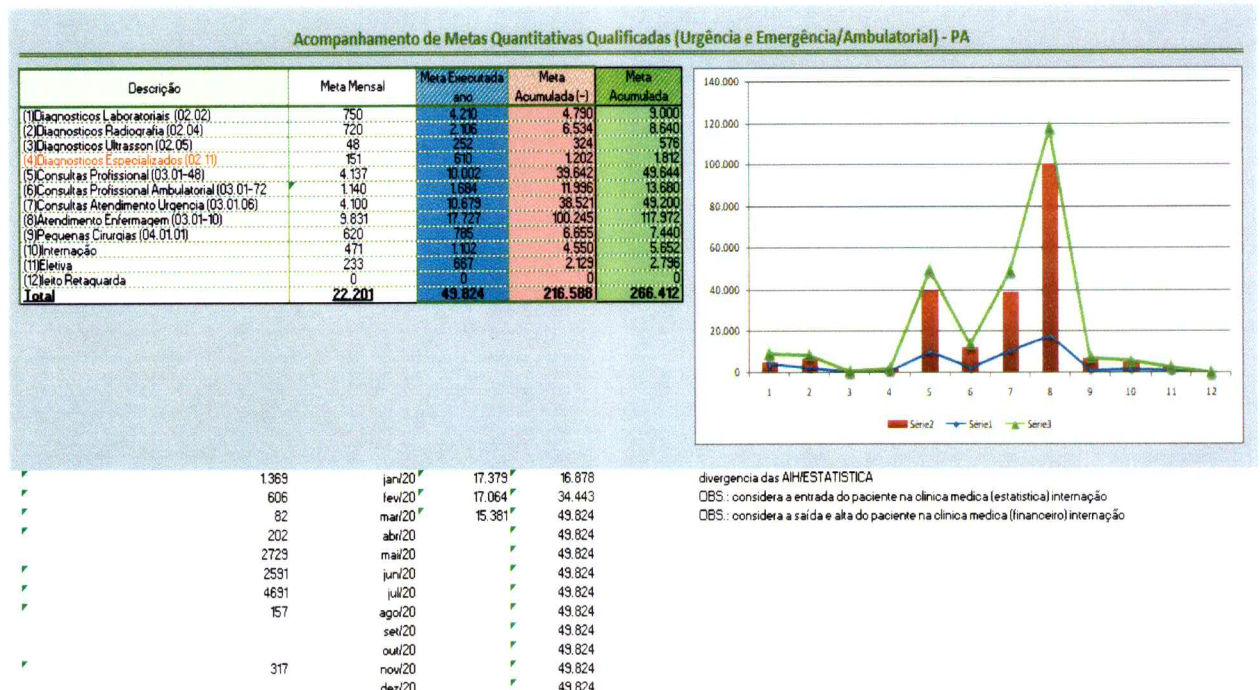 Acompanhamento de Metas Quantitativas Qualificadas (Urgência e Emergência/Ambulatorial) - PA
Descrição Meta Mensal Meta Executada ano Meta Acumulada (-) Meta Acumulada
(1)Diagnosticos Laboratoriais (02.02) 750 4.210 4.790 9.000
(2)Diagnosticos Radiografia (02.04) 720 2.106 6.534 8.640
(3)Diagnosticos Ultrasson (02.05) 48 252 324 576
(4)Diagnosticos Especializados (02.11) 151 610 1.202 1.812
(5)Consultas Profissional (03.01-48) 4.137 10.002 39.642 49.644
(6)Consultas Profissional Ambulatorial (03.01-72 1.140 1.684 11.996 13.680
(7)Consultas Atendimento Urgencia (03.01.06) 4.100 10.679 38.521 49.200
(8)Atendimento Enfermagem (03.01-10) 9.831 17.727 100.245 117.972
(9)Pequenas Cirurgias (04.01.01) 620 785 6.655 7.440
(10)Internação 471 1.102 4.550 5.652
(11)Eletiva 233 667 2.129 2.796
(12)leito Retaguarda 0 0 0 0
Total 22.201 49.824 216.588 266.412
140.000
120.000
100.000
80.000
60.000
40.000
20.000
0
1 2 3 4 5 6 7 8 9 10 11 12
Série2 Série1 Série3
1369 jan/20 17.379 16.878 divergencia das AIH/ESTATISTICA
606 fev/20 17.064 34.443 OBS.: considera a entrada do paciente na clinica medica (estatistica) internação
82 mar/20 15.381 49.824 OBS.: considera a saída e alta do paciente na clinica medica (financeiro) internação
202 abr/20 49.824
2729 mai/20 49.824
2591 jun/20 49.824
4691 jul/20 49.824
157 ago/20 49.824
set/20 49.824
out/20 49.824
317 nov/20 49.824
dez/20 49.824